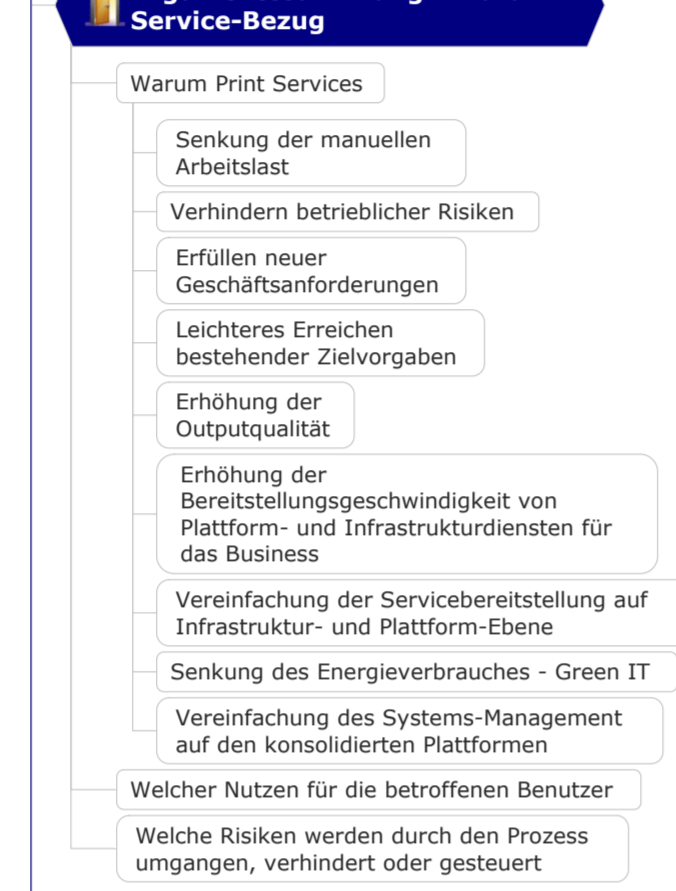 Service-Bezug
Warum Print Services
Senkung der manuellen
Arbeitslast
Verhindern betrieblicher Risiken
Erfüllen neuer
Geschäftsanforderungen
Leichteres Erreichen
bestehender Zielvorgaben
Erhöhung der
Outputqualität
Erhöhung der
Bereitstellungsgeschwindigkeit von
Plattform- und Infrastrukturdiensten für
das Business
Vereinfachung der Servicebereitstellung auf
Infrastruktur- und Plattform-Ebene
Senkung des Energieverbrauches - Green IT
Vereinfachung des Systems-Management
auf den konsolidierten Plattformen
Welcher Nutzen für die betroffenen Benutzer
Welche Risiken werden durch den Prozess
umgangen, verhindert oder gesteuert